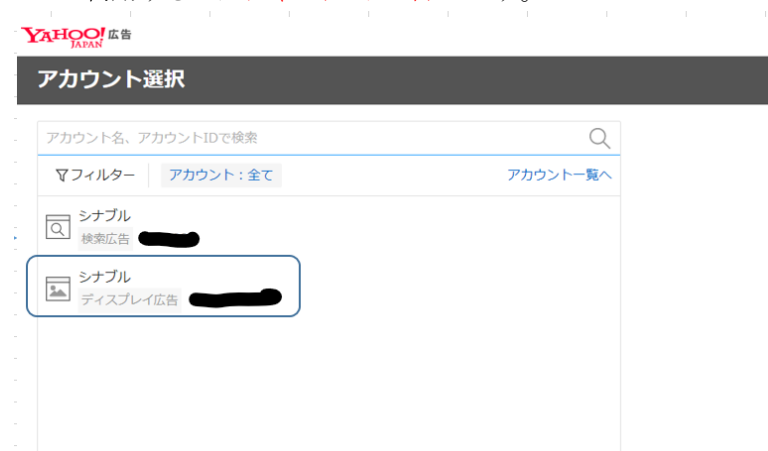 YAHOO! JAPAN 広告
アカウント選択
アカウント名、アカウントIDで検索
フィルター アカウント：全て アカウント一覧へ
シナブル
検索広告
シナブル
ディスプレイ広告